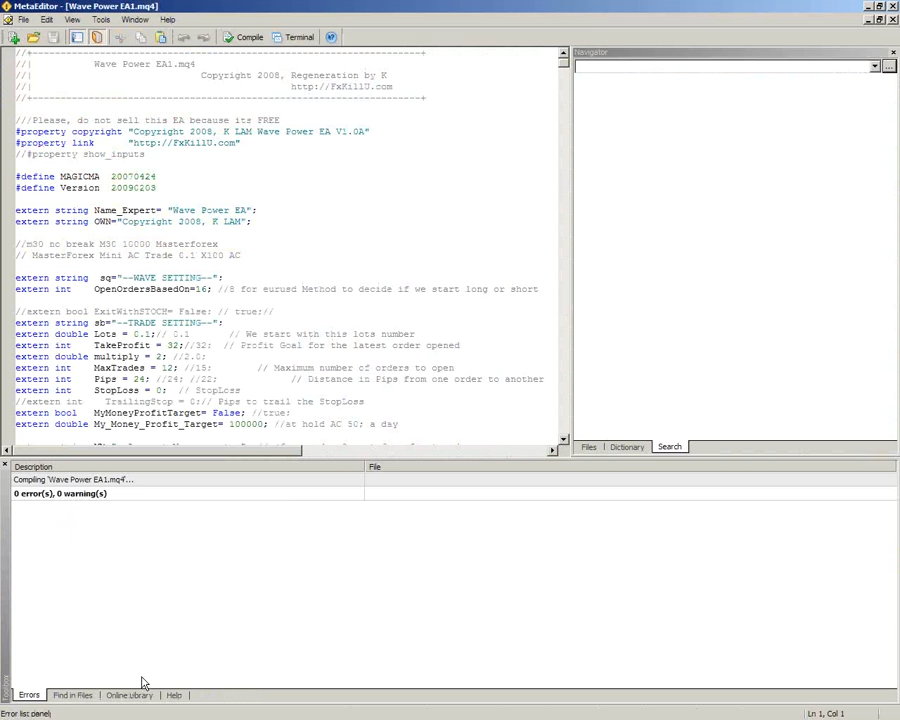 MetaEditor - [Wave Power EA1.mq4]
File Edit View Tools Window Help
Compile Terminal
//+------------------------------------------------------------------+
//| Wave Power EA1.mq4
//| Copyright 2008, Regeneration by K
//| http://FxKillU.com
//+------------------------------------------------------------------+
///Please, do not sell this EA because its FREE
#property copyright "Copyright 2008, K LAM Wave Power EA V1.0A"
#property link "http://FxKillU.com"
//#property show_inputs
#define MAGICMA 20070424
#define Version 20090203
extern string Name_Expert= "Wave Power EA";
extern string OWN="Copyright 2008, K LAM";
//m30 no break M30 10000 Masterforex
// MasterForex Mini AC Trade 0.1 X100 AC
extern string sq="--WAVE SETTING--";
extern int OpenOrdersBasedOn=16; //8 for eurusd Method to decide if we start long or short
//extern bool ExitWithSTOCH= False; // true;//
extern string sb="--TRADE SETTING--";
extern double Lots = 0.1;// 0.1 // We start with this lots number
extern int TakeProfit = 32;//32; // Profit Goal for the latest order opened
extern double multiply = 2; //2.0;
extern int MaxTrades = 12; //15; // Maximum number of orders to open
extern int Pips = 24; //24; //22; // Distance in Pips from one order to another
extern int StopLoss = 0; // StopLoss
//extern int TrailingStop = 0;// Pips to trail the StopLoss
extern bool MyMoneyProfitTarget= False; //true;
extern double My_Money_Profit_Target= 100000; //at hold AC 50; a day
Navigator
Files Dictionary Search
Description File
Compiling 'Wave Power EA1.mq4'...
0 error(s), 0 warning(s)
Toolbox
Errors Find in Files Online Library Help
Error list panel Ln 1, Col 1